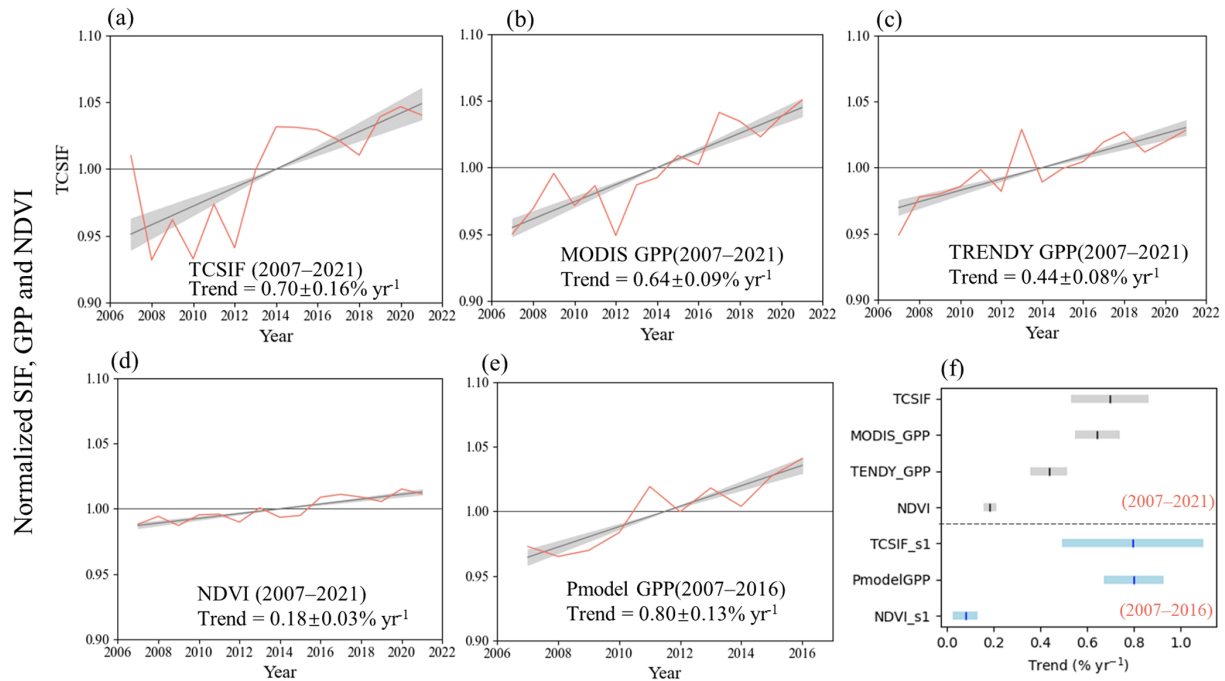 (a)
1.10
1.05
1.00
0.95
0.90
TCSIF
TCSIF (2007–2021)
Trend = 0.70±0.16% yr-1
2006 2008 2010 2012 2014 2016 2018 2020 2022
Year
(b)
1.10
1.05
1.00
0.95
0.90
MODIS GPP(2007–2021)
Trend = 0.64±0.09% yr-1
2006 2008 2010 2012 2014 2016 2018 2020 2022
Year
(c)
1.10
1.05
1.00
0.95
0.90
TRENDY GPP(2007–2021)
Trend = 0.44±0.08% yr-1
2006 2008 2010 2012 2014 2016 2018 2020 2022
Year
Normalized SIF, GPP and NDVI
(d)
1.10
1.05
1.00
0.95
0.90
NDVI (2007–2021)
Trend = 0.18±0.03% yr-1
2006 2008 2010 2012 2014 2016 2018 2020 2022
Year
(e)
1.10
1.05
1.00
0.95
0.90
Pmodel GPP(2007–2016)
Trend = 0.80±0.13% yr-1
2006 2008 2010 2012 2014 2016
Year
(f)
TCSIF
MODIS_GPP
TENDY_GPP
NDVI
(2007–2021)
TCSIF_s1
PmodelGPP
NDVI_s1
(2007–2016)
0.0 0.2 0.4 0.6 0.8 1.0
Trend (% yr−1)